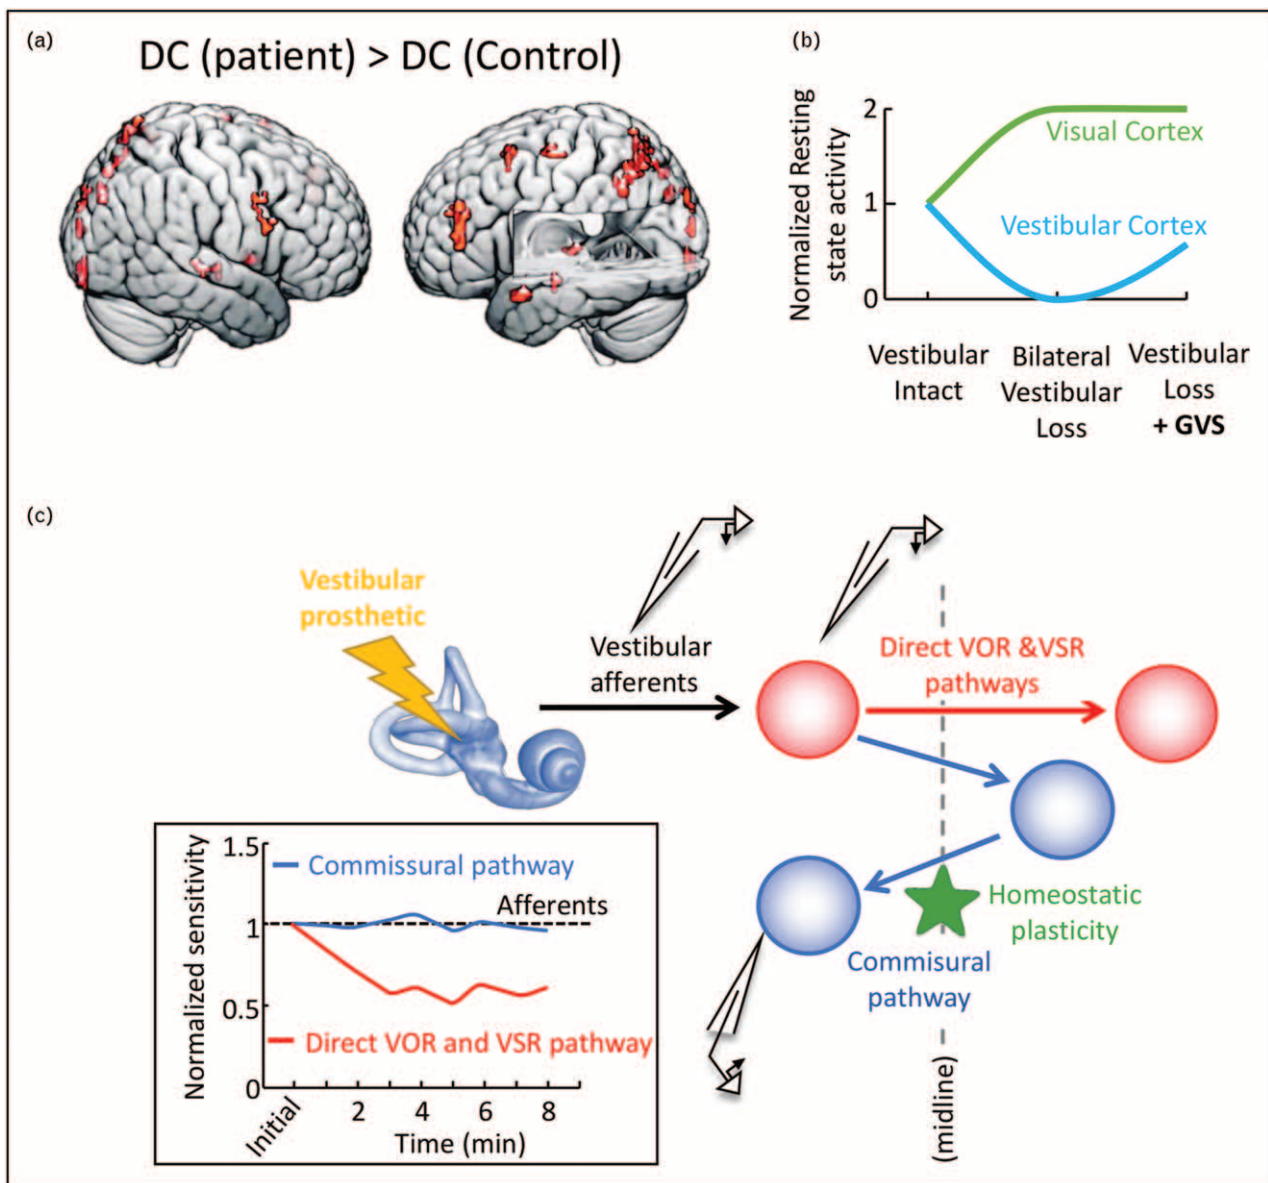 (a)
DC (patient) > DC (Control)
(b)
Normalized Resting
state activity
2
1
0
Visual Cortex
Vestibular Cortex
Vestibular
Intact
Bilateral
Vestibular
Loss
Vestibular
Loss
+ GVS
(c)
Vestibular
prosthetic
Vestibular
afferents
Direct VOR &VSR
pathways
Homeostatic
plasticity
Commisural
pathway
(midline)
Normalized sensitivity
1.5
1
0.5
0
Commissural pathway
Afferents
Direct VOR and VSR pathway
Initial
2
4
6
8
Time (min)